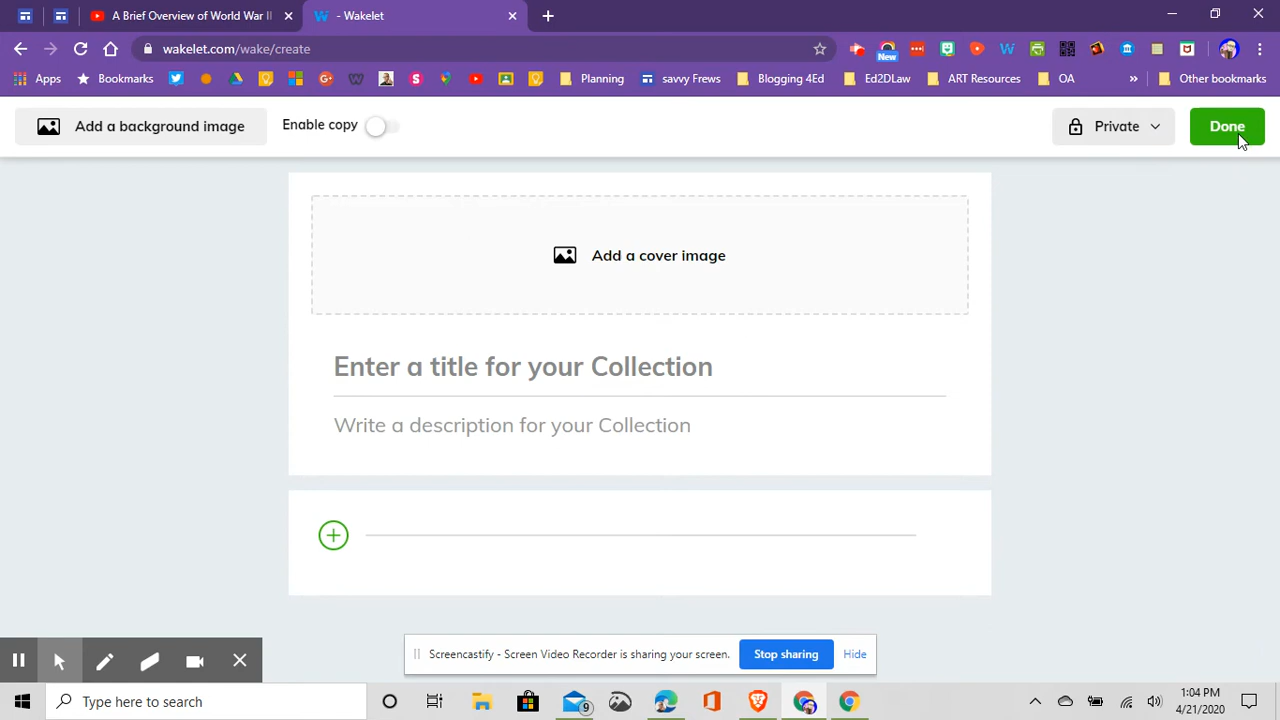 A Brief Overview of World War II
- Wakelet
wakelet.com/wake/create
New
Apps
Bookmarks
Planning
savvy Frews
Blogging 4Ed
Ed2DLaw
ART Resources
OA
»
Other bookmarks
Add a background image
Enable copy
Private
Done
Add a cover image
Enter a title for your Collection
Write a description for your Collection
Screencastify - Screen Video Recorder is sharing your screen.
Stop sharing
Hide
Type here to search
9
1:04 PM
4/21/2020